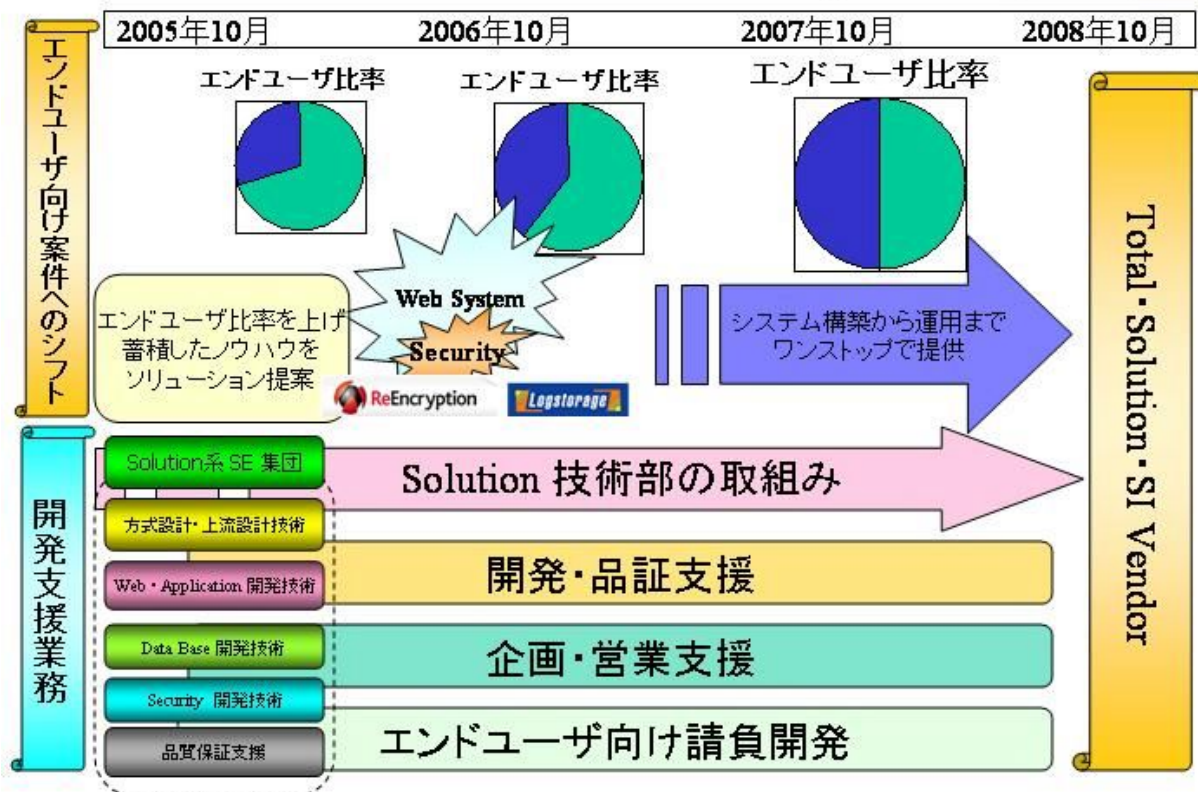 2005年10月
2006年10月
2007年10月
2008年10月
エンドユーザ向け案件へのシフト
エンドユーザ比率
エンドユーザ比率
エンドユーザ比率
エンドユーザ比率を上げ
蓄積したノウハウを
ソリューション提案
Web System
Security
ReEncryption
Logstorage
システム構築から運用まで
ワンストップで提供
Total・Solution・SI Vendor
開発支援業務
Solution系 SE 集団
Solution 技術部の取組み
方式設計・上流設計技術
Web・Application 開発技術
開発・品証支援
Data Base 開発技術
企画・営業支援
Security 開発技術
品質保証支援
エンドユーザ向け請負開発